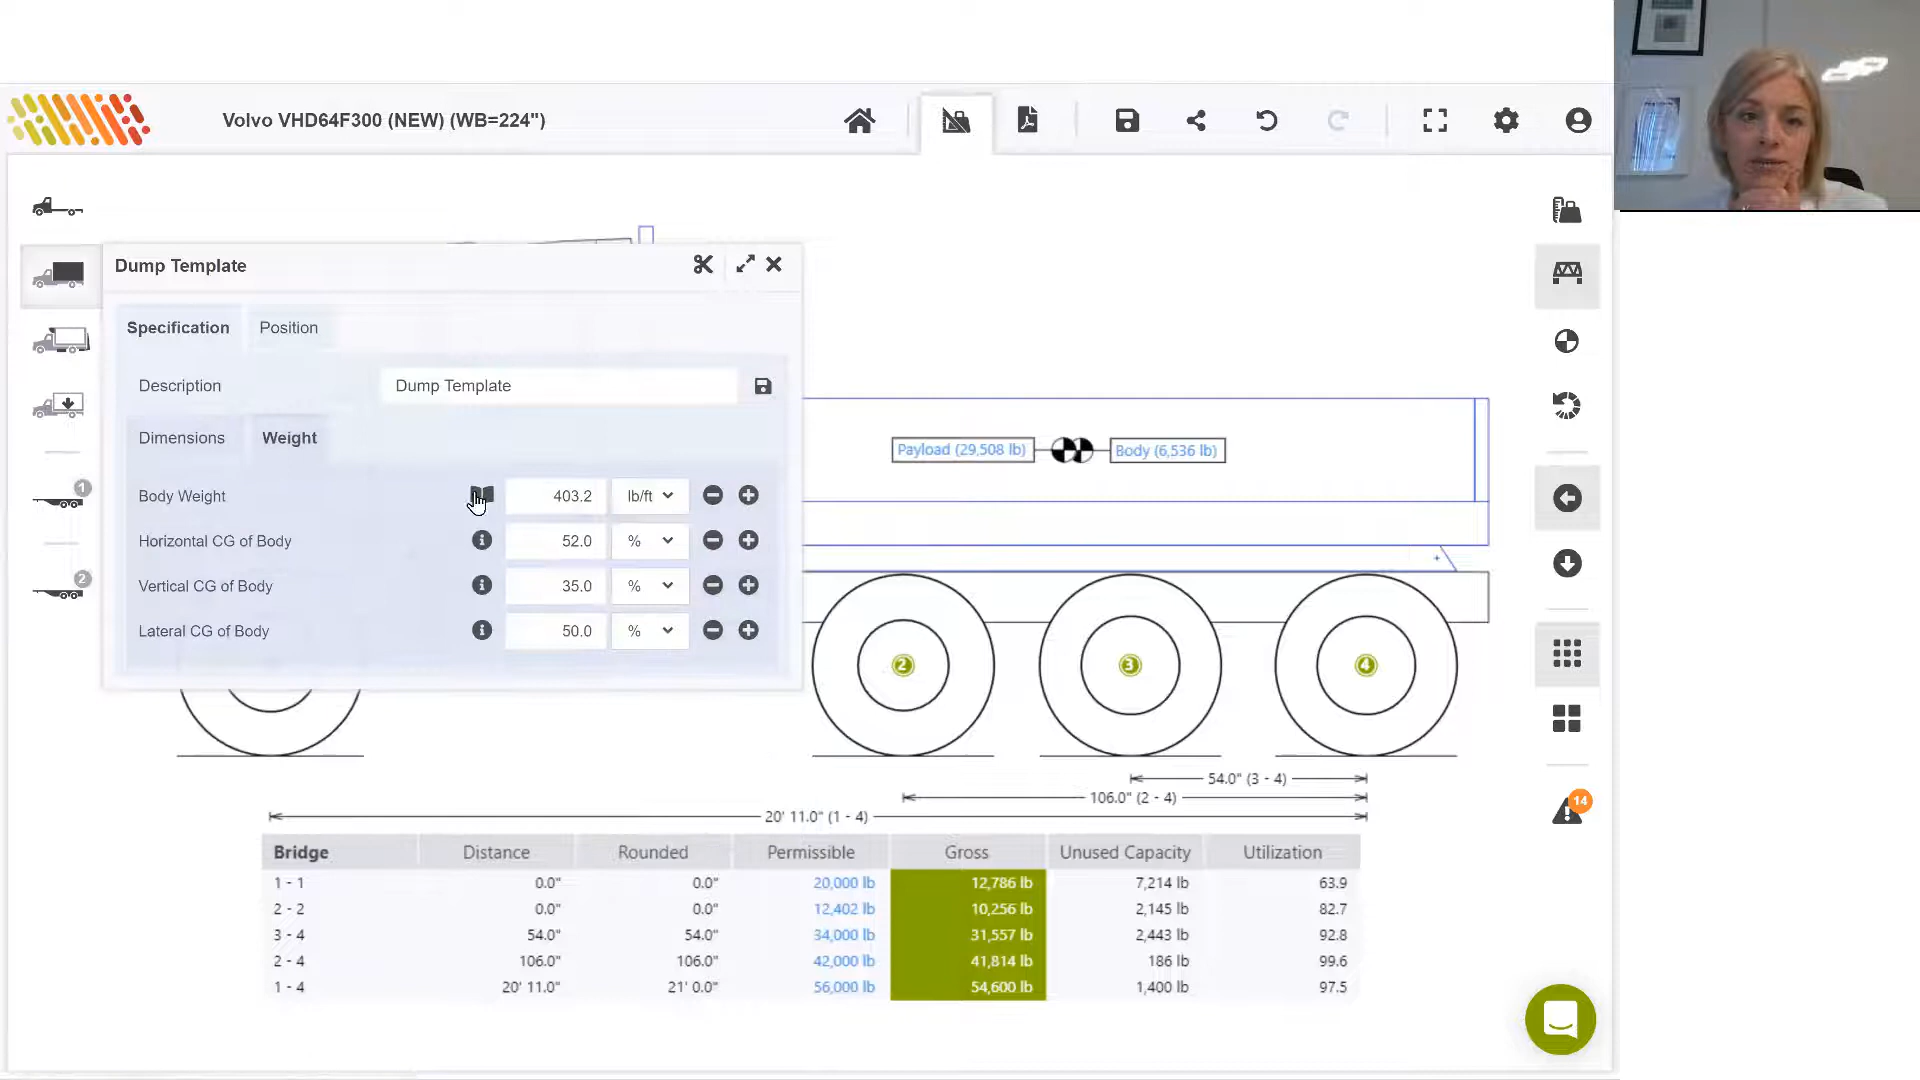 Volvo VHD64F300 (NEW) (WB=224")
Dump Template
Specification Position
Description Dump Template
Dimensions Weight
Body Weight 403.2 lb/ft
Horizontal CG of Body 52.0 %
Vertical CG of Body 35.0 %
Lateral CG of Body 50.0 %
1
2
Payload (29,508 lb) Body (6,536 lb)
2 3 4
54.0" (3 - 4)
106.0" (2 - 4)
20' 11.0" (1 - 4)
14
Bridge Distance Rounded Permissible Gross Unused Capacity Utilization
1 - 1 0.0" 0.0" 20,000 lb 12,786 lb 7,214 lb 63.9
2 - 2 0.0" 0.0" 12,402 lb 10,256 lb 2,145 lb 82.7
3 - 4 54.0" 54.0" 34,000 lb 31,557 lb 2,443 lb 92.8
2 - 4 106.0" 106.0" 42,000 lb 41,814 lb 186 lb 99.6
1 - 4 20' 11.0" 21' 0.0" 56,000 lb 54,600 lb 1,400 lb 97.5